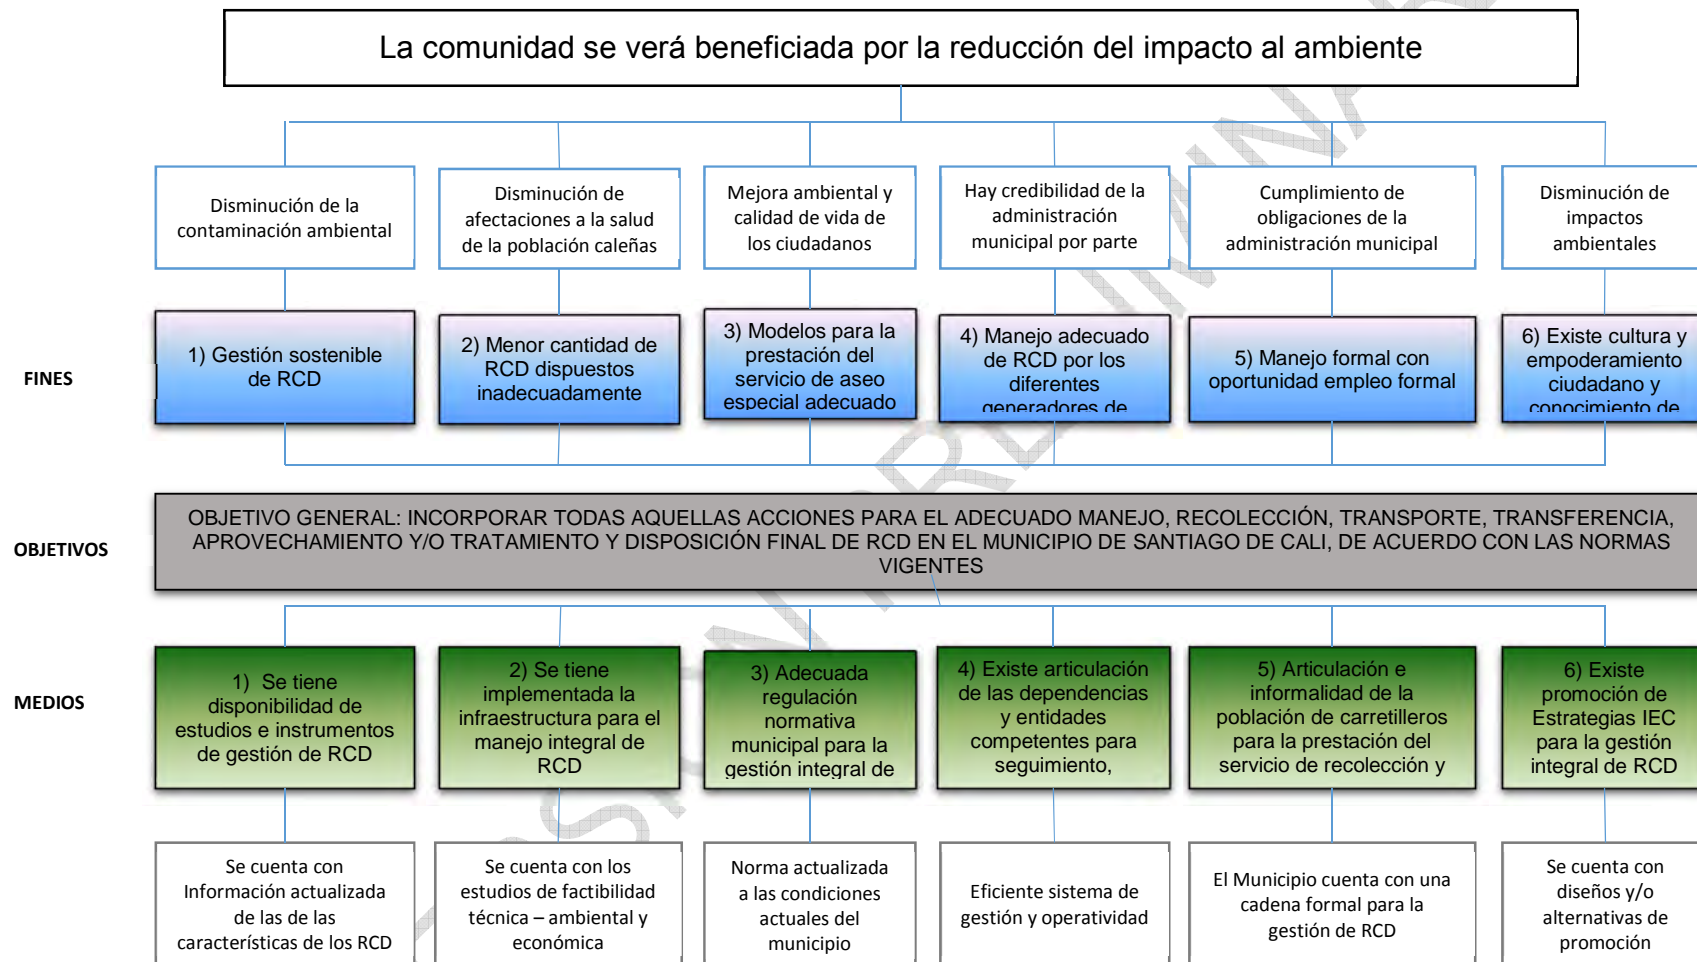 La comunidad se verá beneficiada por la reducción del impacto al ambiente
Disminución de la
contaminación ambiental
Disminución de
afectaciones a la salud
de la población caleñas
Mejora ambiental y
calidad de vida de
los ciudadanos
Hay credibilidad de la
administración
municipal por parte
Cumplimiento de
obligaciones de la
administración municipal
Disminución de
impactos
ambientales
FINES
1) Gestión sostenible
de RCD
2) Menor cantidad de
RCD dispuestos
inadecuadamente
3) Modelos para la
prestación del
servicio de aseo
especial adecuado
4) Manejo adecuado
de RCD por los
diferentes
generadores de
5) Manejo formal con
oportunidad empleo formal
6) Existe cultura y
empoderamiento
ciudadano y
conocimiento de
OBJETIVOS
OBJETIVO GENERAL: INCORPORAR TODAS AQUELLAS ACCIONES PARA EL ADECUADO MANEJO, RECOLECCIÓN, TRANSPORTE, TRANSFERENCIA,
APROVECHAMIENTO Y/O TRATAMIENTO Y DISPOSICIÓN FINAL DE RCD EN EL MUNICIPIO DE SANTIAGO DE CALI, DE ACUERDO CON LAS NORMAS
VIGENTES
MEDIOS
1) Se tiene
disponibilidad de
estudios e instrumentos
de gestión de RCD
2) Se tiene
implementada la
infraestructura para el
manejo integral de
RCD
3) Adecuada
regulación
normativa
municipal para la
gestión integral de
4) Existe articulación
de las dependencias
y entidades
competentes para
seguimiento,
5) Articulación e
informalidad de la
población de carretilleros
para la prestación del
servicio de recolección y
6) Existe
promoción de
Estrategias IEC
para la gestión
integral de RCD
Se cuenta con
Información actualizada
de las de las
características de los RCD
Se cuenta con los
estudios de factibilidad
técnica – ambiental y
económica
Norma actualizada
a las condiciones
actuales del
municipio
Eficiente sistema de
gestión y operatividad
El Municipio cuenta con una
cadena formal para la
gestión de RCD
Se cuenta con
diseños y/o
alternativas de
promoción